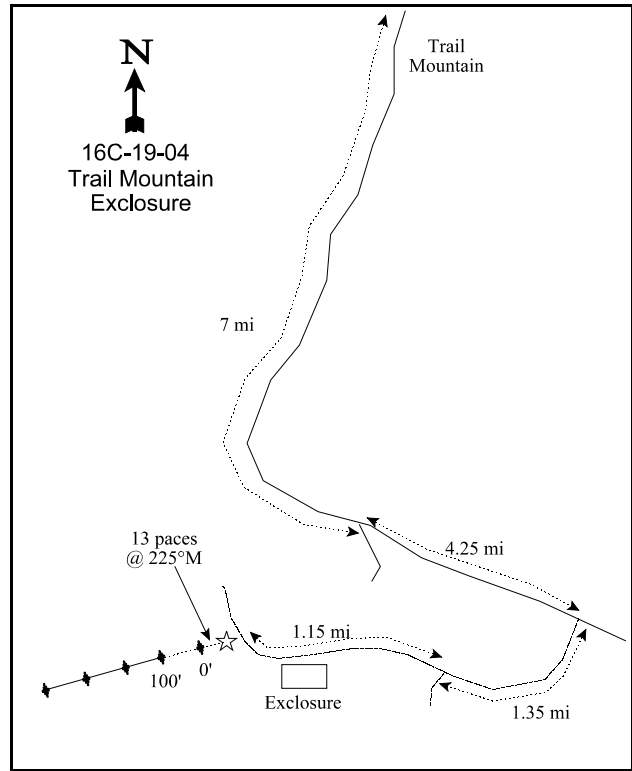 N
16C-19-04
Trail Mountain
Exclosure
Trail
Mountain
7 mi
13 paces
@ 225°M
4.25 mi
1.15 mi
0'
100'
Exclosure
1.35 mi